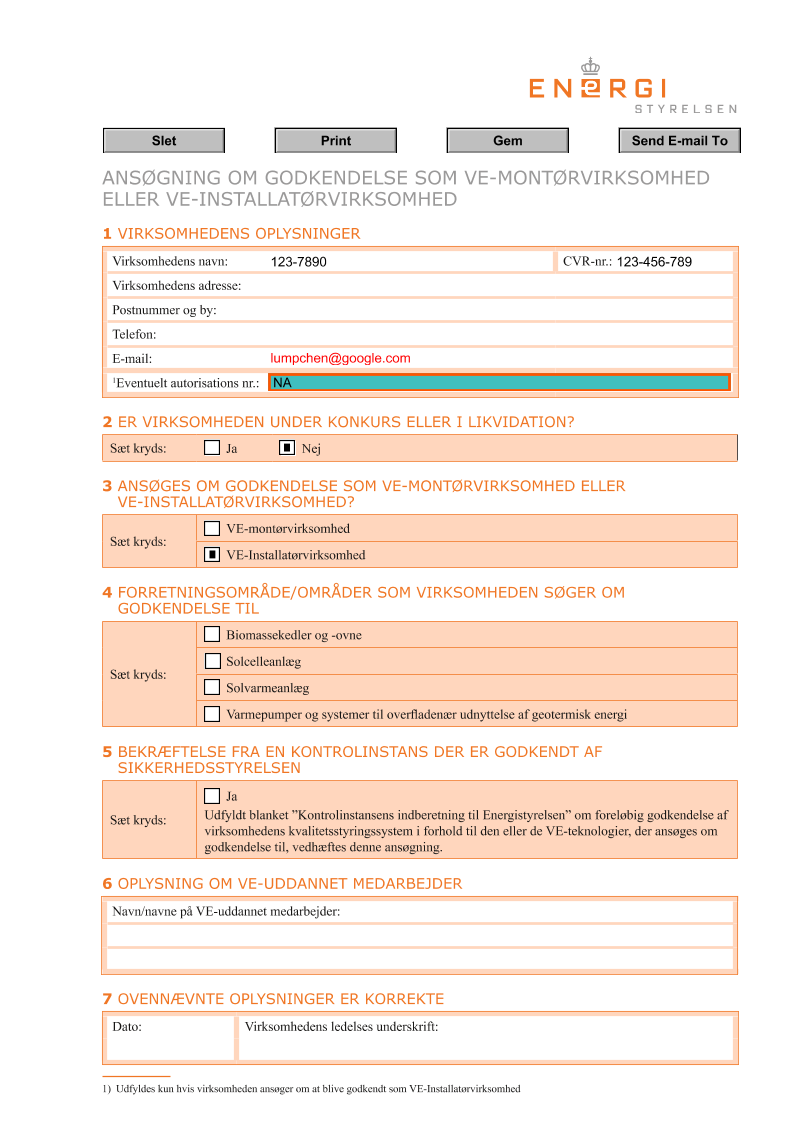 ENERGI
STYRELSEN
Slet Print Gem Send E-mail To
ANSØGNING OM GODKENDELSE SOM VE-MONTØRVIRKSOMHED
ELLER VE-INSTALLATØRVIRKSOMHED
1 VIRKSOMHEDENS OPLYSNINGER
Virksomhedens navn: 123-7890 CVR-nr.: 123-456-789
Virksomhedens adresse:
Postnummer og by:
Telefon:
E-mail: lumpchen@google.com
1Eventuelt autorisations nr.: NA
2 ER VIRKSOMHEDEN UNDER KONKURS ELLER I LIKVIDATION?
Sæt kryds: Ja Nej
3 ANSØGES OM GODKENDELSE SOM VE-MONTØRVIRKSOMHED ELLER
VE-INSTALLATØRVIRKSOMHED?
Sæt kryds:
VE-montørvirksomhed
VE-Installatørvirksomhed
4 FORRETNINGSOMRÅDE/OMRÅDER SOM VIRKSOMHEDEN SØGER OM
GODKENDELSE TIL
Sæt kryds:
Biomassekedler og -ovne
Solcelleanlæg
Solvarmeanlæg
Varmepumper og systemer til overfladenær udnyttelse af geotermisk energi
5 BEKRÆFTELSE FRA EN KONTROLINSTANS DER ER GODKENDT AF
SIKKERHEDSSTYRELSEN
Sæt kryds:
Ja
Udfyldt blanket ”Kontrolinstansens indberetning til Energistyrelsen” om foreløbig godkendelse af
virksomhedens kvalitetsstyringssystem i forhold til den eller de VE-teknologier, der ansøges om
godkendelse til, vedhæftes denne ansøgning.
6 OPLYSNING OM VE-UDDANNET MEDARBEJDER
Navn/navne på VE-uddannet medarbejder:
7 OVENNÆVNTE OPLYSNINGER ER KORREKTE
Dato: Virksomhedens ledelses underskrift:
1) Udfyldes kun hvis virksomheden ansøger om at blive godkendt som VE-Installatørvirksomhed